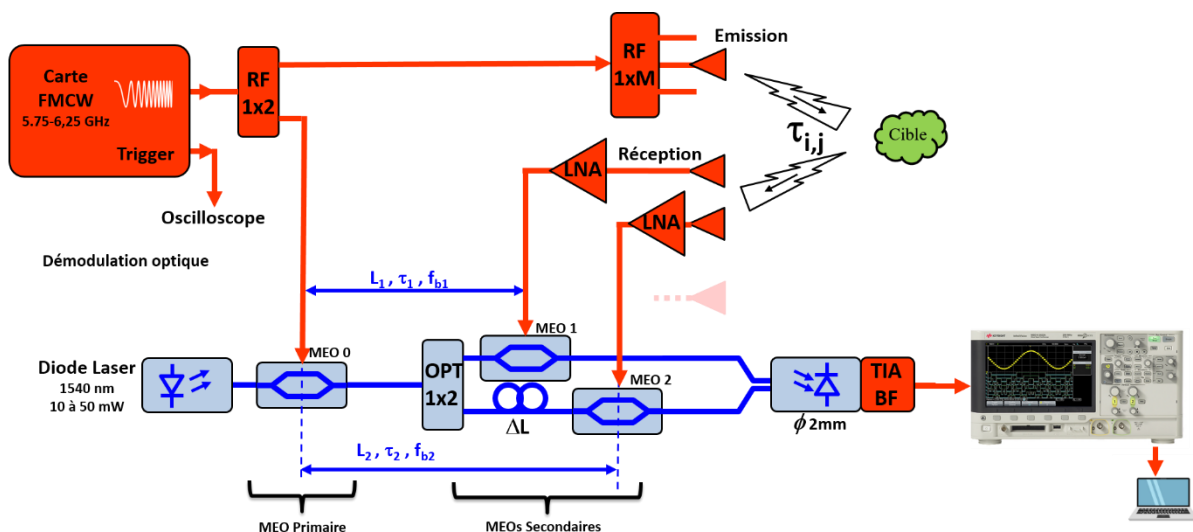 Carte
FMCW
5.75-6,25 GHz
Trigger
RF
1x2
RF
1xM
Emission
τi,j
Cible
LNA
Réception
LNA
Oscilloscope
Démodulation optique
L1 , τ1 , fb1
MEO 1
Diode Laser
1540 nm
10 à 50 mW
MEO 0
OPT
1x2
ΔL
MEO 2
TIA
BF
ϕ 2mm
L2 , τ2 , fb2
MEO Primaire
MEOs Secondaires